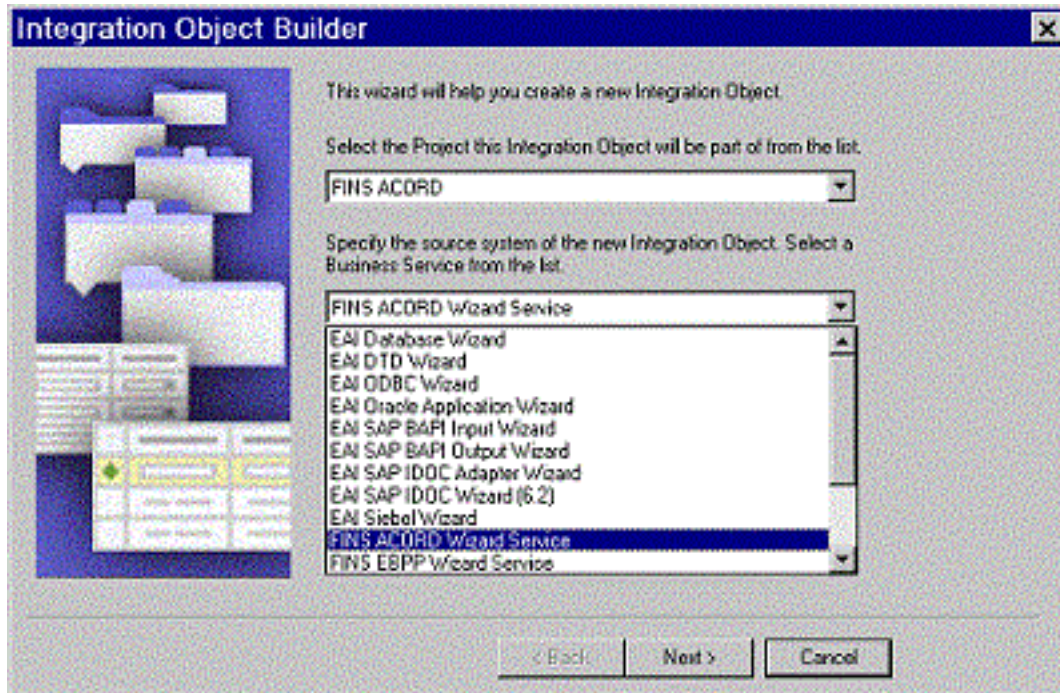 Integration Object Builder
This wizard will help you create a new Integration Object.
Select the Project this Integration Object will be part of from the list.
FINS ACORD
Specify the source system of the new Integration Object. Select a
Business Service from the list.
FINS ACORD Wizard Service
EAI Database Wizard
EAI DTD Wizard
EAI ODBC Wizard
EAI Oracle Application Wizard
EAI SAP BAPI Input Wizard
EAI SAP BAPI Output Wizard
EAI SAP IDOC Adapter Wizard
EAI SAP IDOC Wizard (6.2)
EAI Siebel Wizard
FINS ACORD Wizard Service
FINS EBPP Wizard Service
< Back
Next >
Cancel